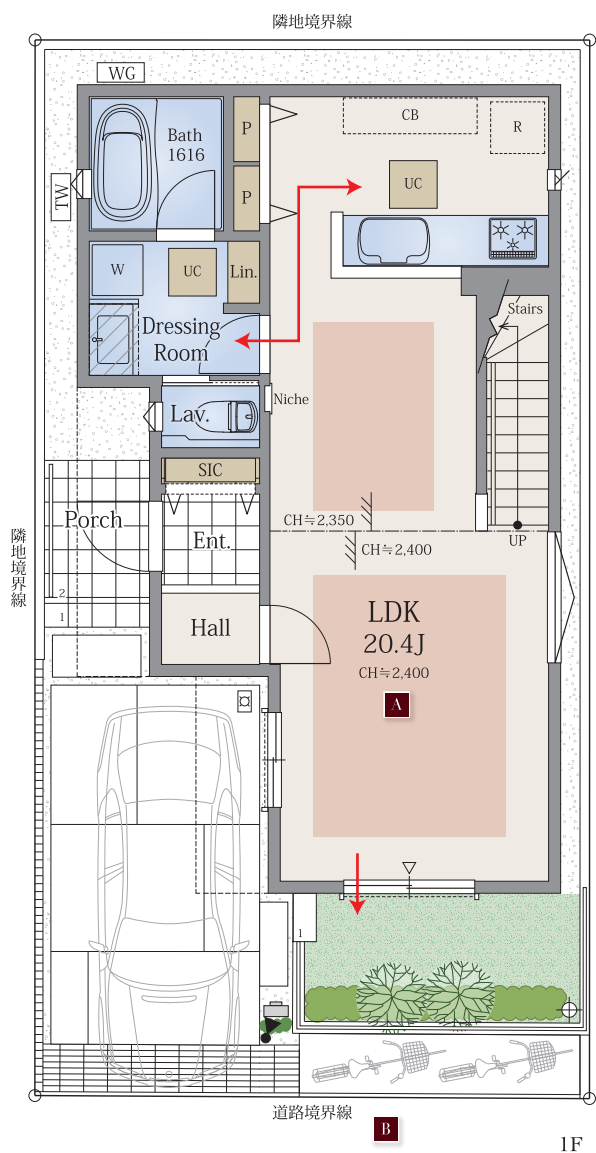 隣地境界線
WG
CB
R
P
Bath
1616
TW
UC
P
W
UC
Lin.
Stairs
Dressing
Room
Niche
Lav.
SIC
Porch
CH≒2,350
Ent.
UP
CH≒2,400
隣地境界線
2
1
LDK
20.4J
CH≒2,400
Hall
A
1
道路境界線
B
1F